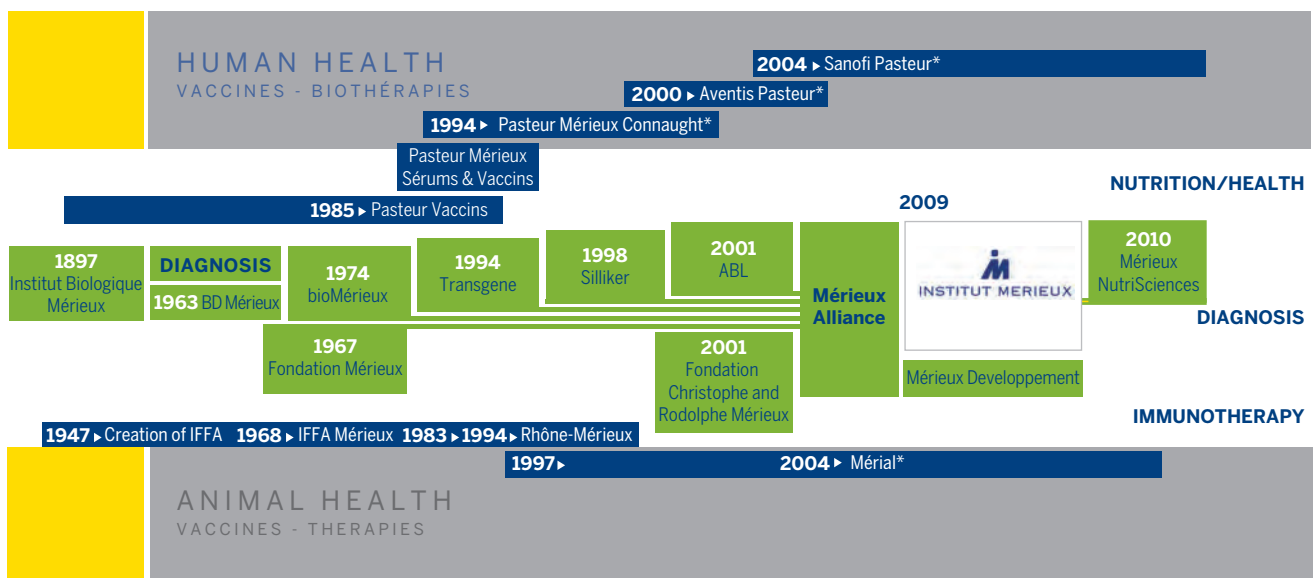 HUMAN HEALTH
VACCINES - BIOTHÉRAPIES
2004 ▸ Sanofi Pasteur*
2000 ▸ Aventis Pasteur*
1994 ▸ Pasteur Mérieux Connaught*
Pasteur Mérieux
Sérums & Vaccins
1985 ▸ Pasteur Vaccins
NUTRITION/HEALTH
1897
Institut Biologique
Mérieux
DIAGNOSIS
1963 BD Mérieux
1974
bioMérieux
1967
Fondation Mérieux
1994
Transgene
1998
Silliker
2001
ABL
2001
Fondation
Christophe and
Rodolphe Mérieux
Mérieux
Alliance
2009
INSTITUT MERIEUX
Mérieux Developpement
2010
Mérieux
NutriSciences
DIAGNOSIS
IMMUNOTHERAPY
1947 ▸ Creation of IFFA 1968 ▸ IFFA Mérieux 1983 ▸ 1994 ▸ Rhône-Mérieux
1997 ▸ 2004 ▸ Mérial*
ANIMAL HEALTH
VACCINES - THERAPIES